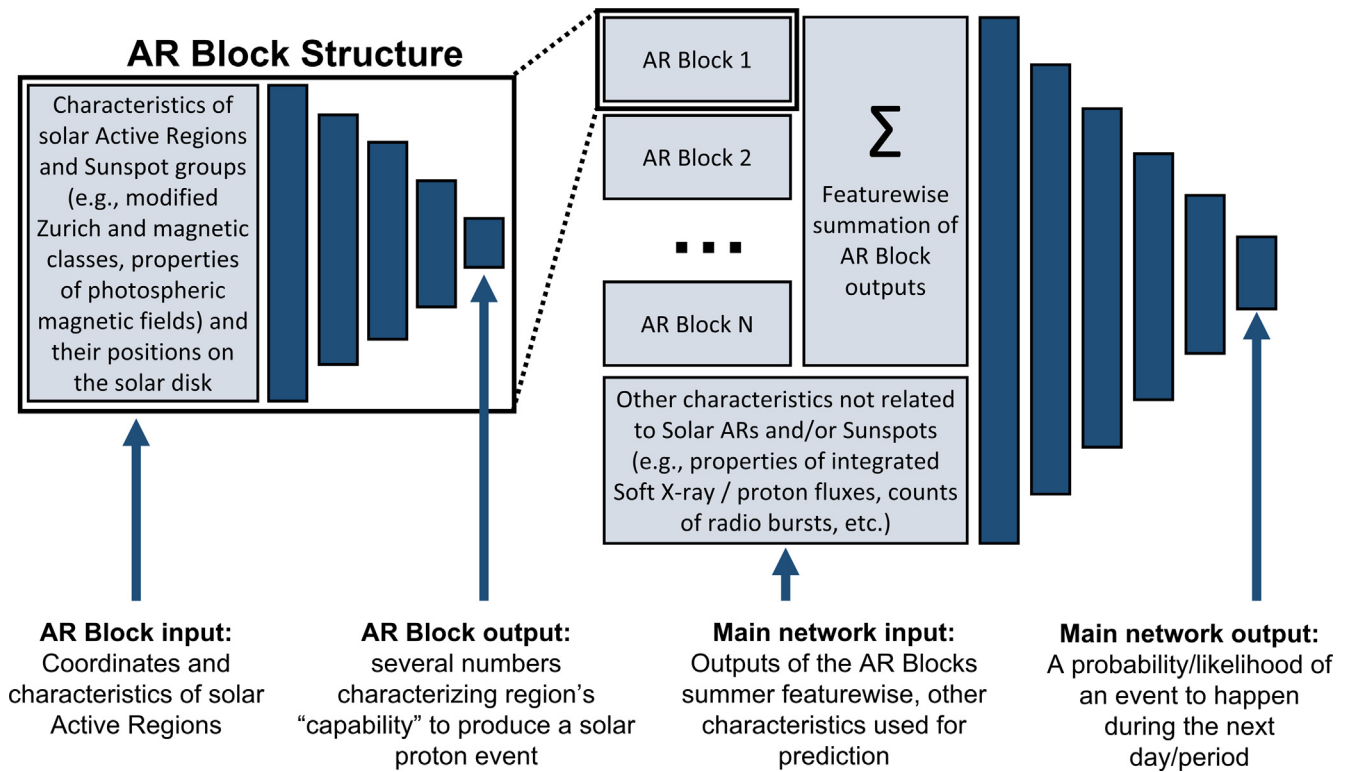 AR Block Structure
Characteristics of
solar Active Regions
and Sunspot groups
(e.g., modified
Zurich and magnetic
classes, properties
of photospheric
magnetic fields) and
their positions on
the solar disk
AR Block 1
AR Block 2
...
AR Block N
Σ
Featurewise
summation of
AR Block
outputs
Other characteristics not related
to Solar ARs and/or Sunspots
(e.g., properties of integrated
Soft X-ray / proton fluxes, counts
of radio bursts, etc.)
AR Block input:
Coordinates and
characteristics of solar
Active Regions
AR Block output:
several numbers
characterizing region's
“capability” to produce a solar
proton event
Main network input:
Outputs of the AR Blocks
summer featurewise, other
characteristics used for
prediction
Main network output:
A probability/likelihood of
an event to happen
during the next
day/period